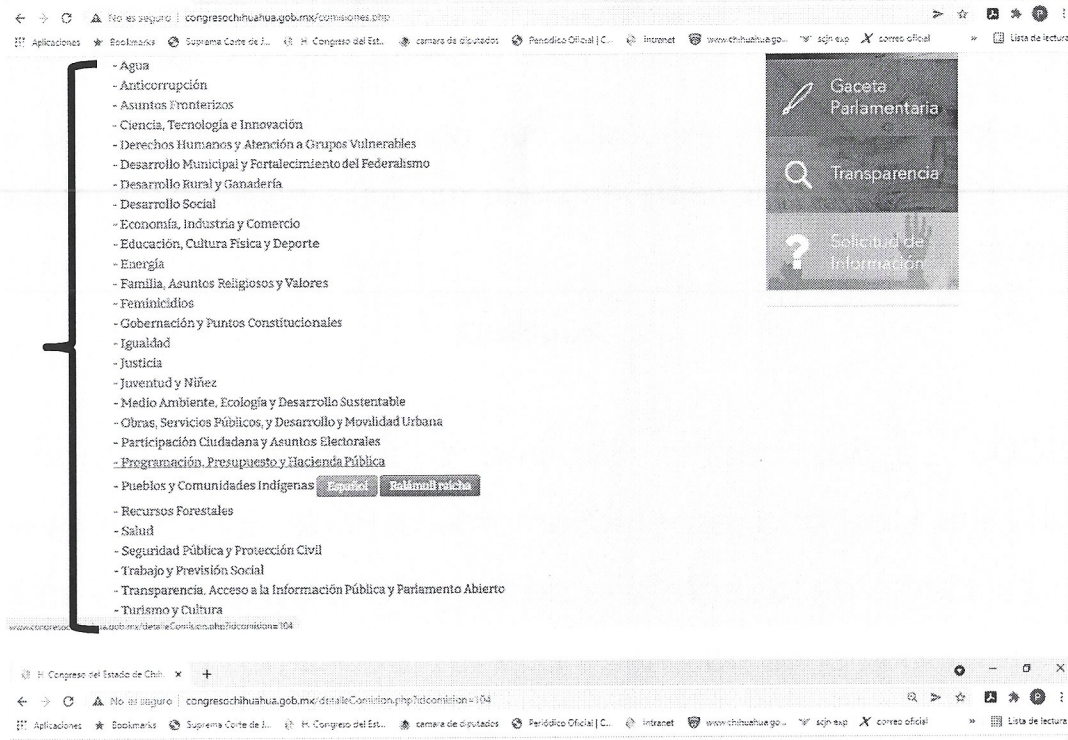 No es seguro | congresochihuahua.gob.mx/comisiones.php
Aplicaciones Bookmarks Suprema Corte de J... H. Congreso del Est... camara de diputados Periódico Oficial | C... intranet www.chihuahua.go... scjn exp correo oficial » Lista de lectura
- Agua
- Anticorrupción
- Asuntos Fronterizos
- Ciencia, Tecnología e Innovación
- Derechos Humanos y Atención a Grupos Vulnerables
- Desarrollo Municipal y Fortalecimiento del Federalismo
- Desarrollo Rural y Ganadería
- Desarrollo Social
- Economía, Industria y Comercio
- Educación, Cultura Física y Deporte
- Energía
- Familia, Asuntos Religiosos y Valores
- Feminicidios
- Gobernación y Puntos Constitucionales
- Igualdad
- Justicia
- Juventud y Niñez
- Medio Ambiente, Ecología y Desarrollo Sustentable
- Obras, Servicios Públicos, y Desarrollo y Movilidad Urbana
- Participación Ciudadana y Asuntos Electorales
- Programación, Presupuesto y Hacienda Pública
- Pueblos y Comunidades Indígenas Español Ralámuli raicha
- Recursos Forestales
- Salud
- Seguridad Pública y Protección Civil
- Trabajo y Previsión Social
- Transparencia, Acceso a la Información Pública y Parlamento Abierto
- Turismo y Cultura
Gaceta
Parlamentaria
Transparencia
Solicitud de
Información
H. Congreso del Estado de Chih
No es seguro | congresochihuahua.gob.mx/detalleComision.php?idcomision=104
Aplicaciones Bookmarks Suprema Corte de J... H. Congreso del Est... camara de diputados Periódico Oficial | C... intranet www.chihuahua.go... scjn exp correo oficial » Lista de lectura